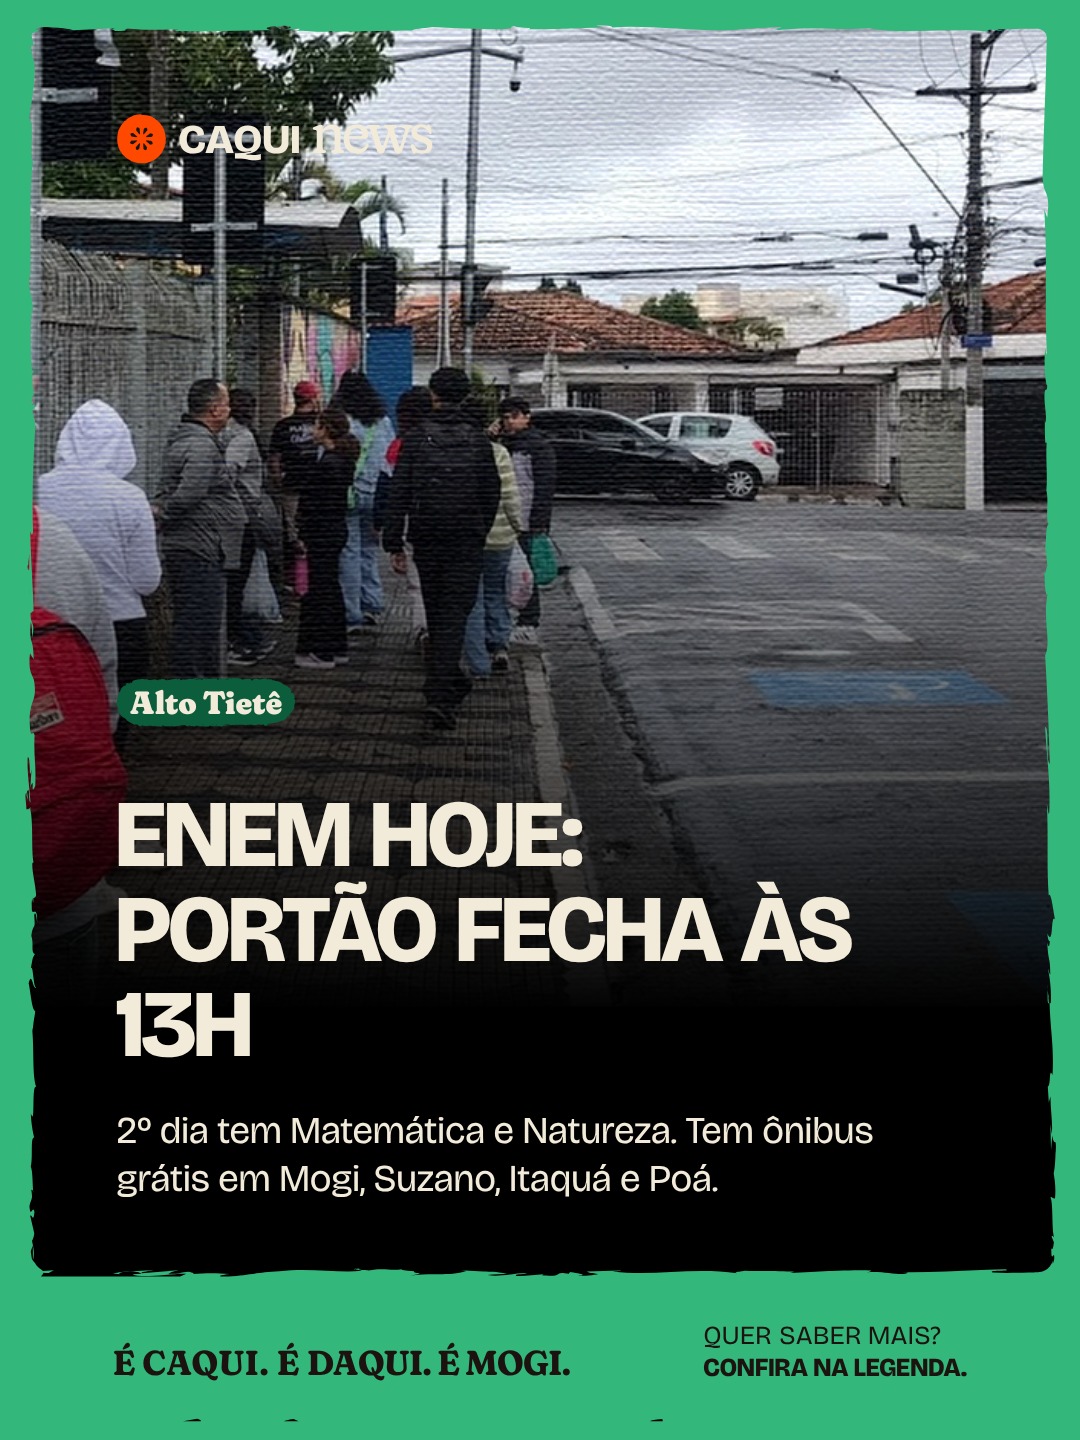 CAQUI news
Alto Tietê
ENEM HOJE:
PORTÃO FECHA ÀS
13H
2º dia tem Matemática e Natureza. Tem ônibus
grátis em Mogi, Suzano, Itaquá e Poá.
QUER SABER MAIS?
É CAQUI. É DAQUI. É MOGI.
CONFIRA NA LEGENDA.